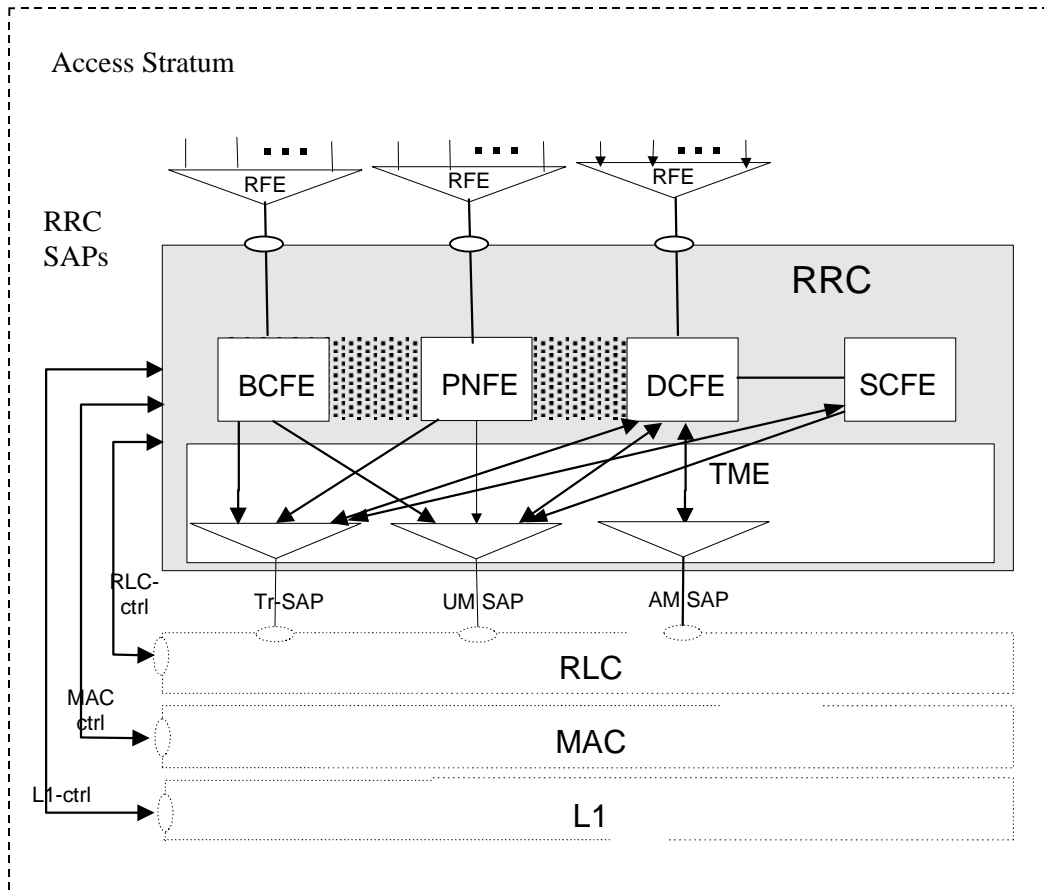 Access Stratum
RFE
RFE
RFE
RRC
SAPs
RRC
BCFE
PNFE
DCFE
SCFE
TME
RLC-
ctrl
Tr-SAP
UM SAP
AM SAP
RLC
MAC
ctrl
MAC
L1-ctrl
L1